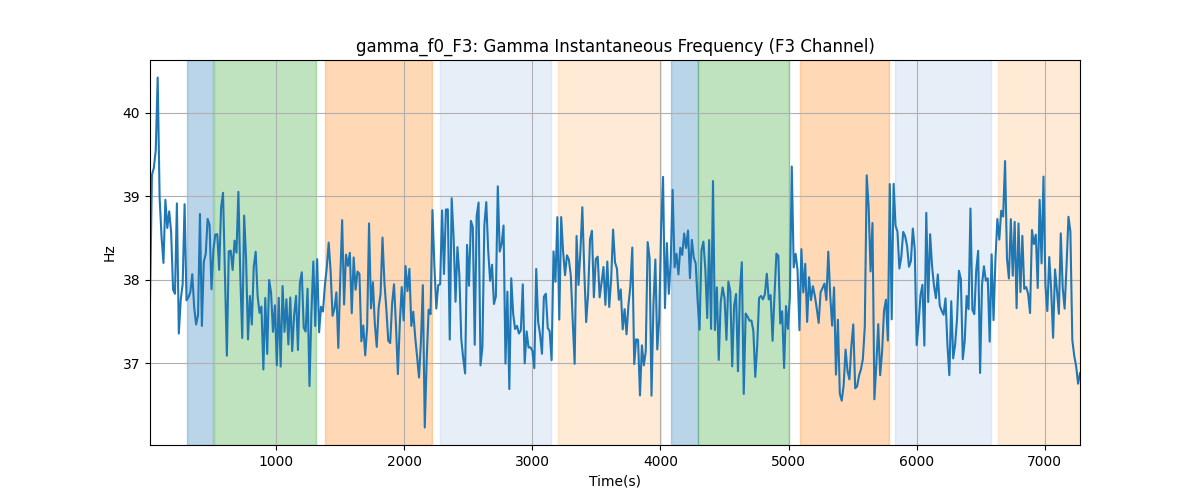 gamma_f0_F3: Gamma Instantaneous Frequency (F3 Channel)
40
39
38
37
Hz
1000 2000 3000 4000 5000 6000 7000
Time(s)